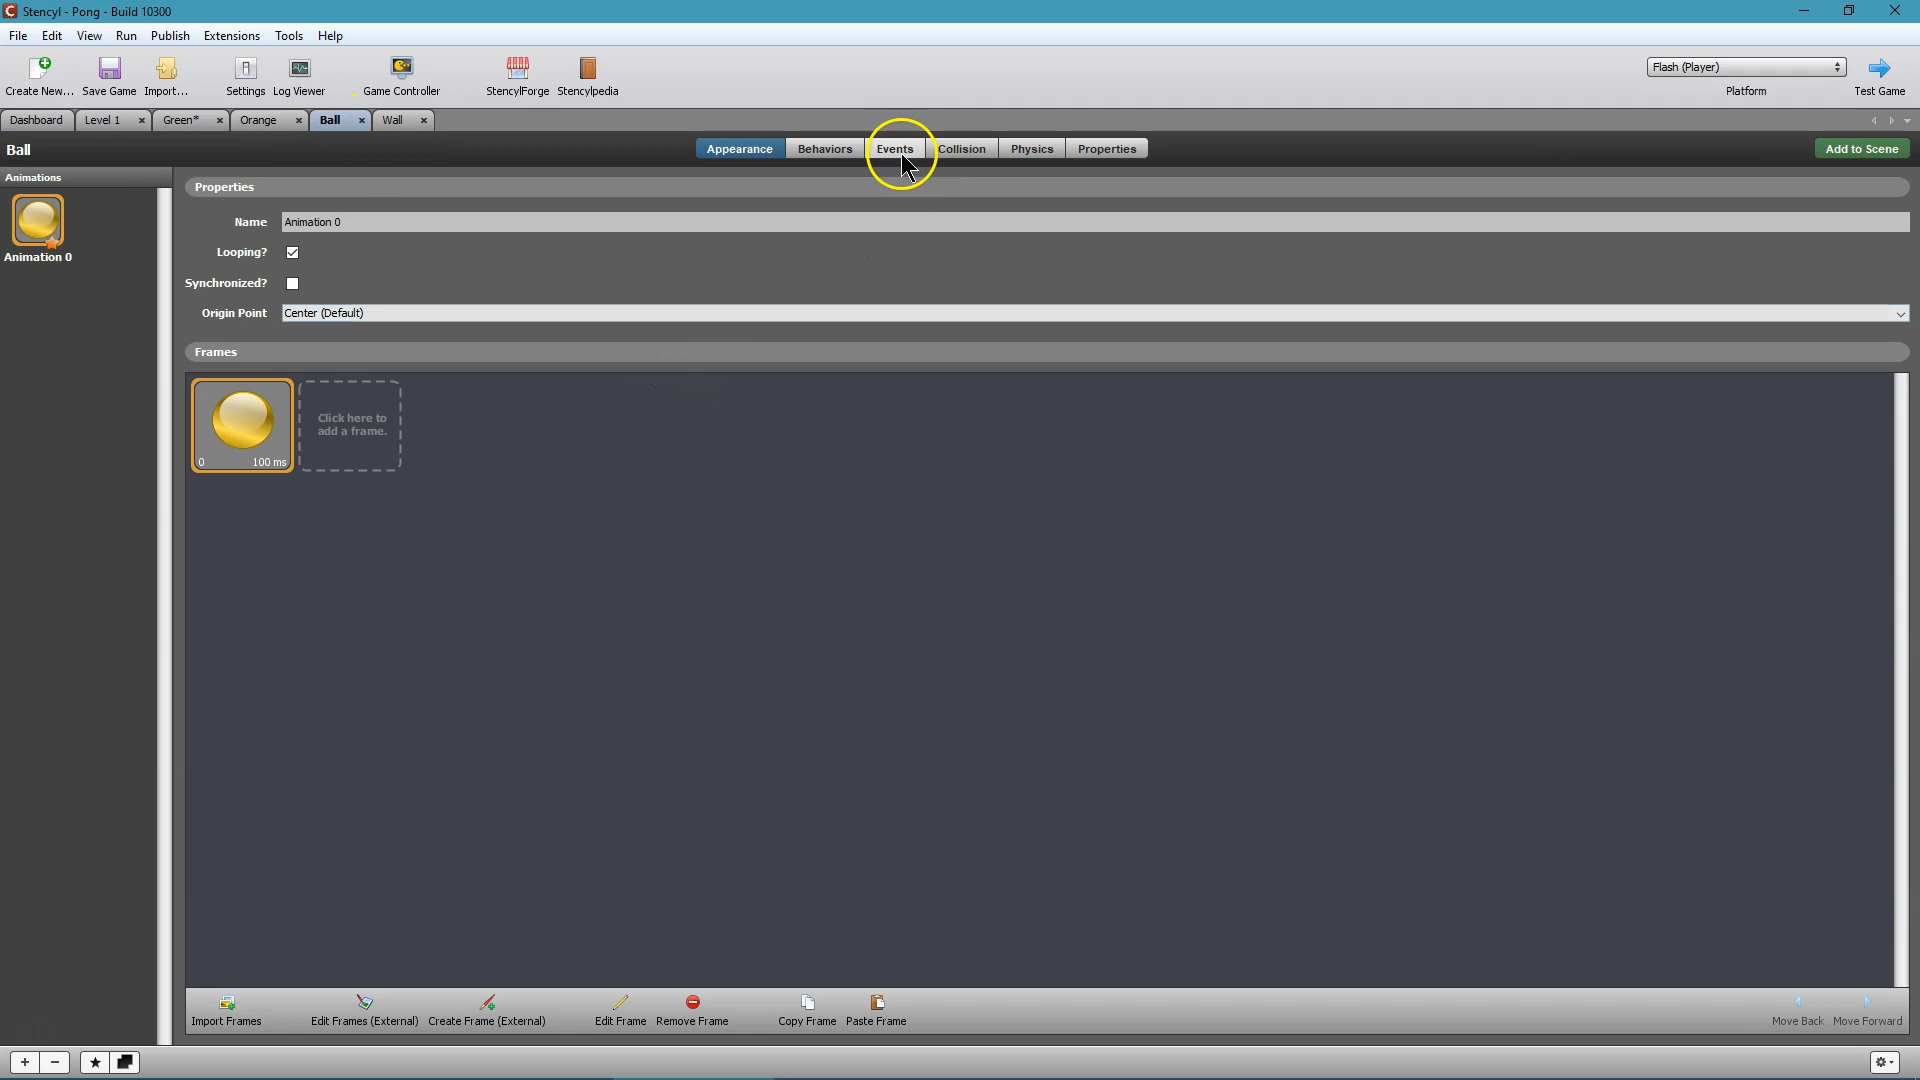 Stencyl - Pong - Build 10300
File Edit View Run Publish Extensions Tools Help
Create New... Save Game Import... Settings Log Viewer Game Controller StencylForge Stencylpedia Flash (Player) Platform Test Game
Dashboard Level 1 Green* Orange Ball Wall
Ball Appearance Behaviors Events Collision Physics Properties Add to Scene
Animations
Animation 0
Properties
Name Animation 0
Looping?
Synchronized?
Origin Point Center (Default)
Frames
Click here to
add a frame.
0 100 ms
Import Frames Edit Frames (External) Create Frame (External) Edit Frame Remove Frame Copy Frame Paste Frame Move Back Move Forward